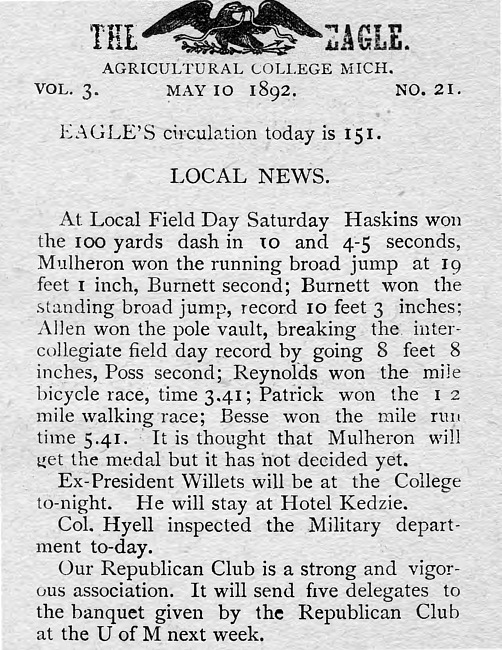 THE EAGLE.
AGRICULTURAL COLLEGE MICH.
VOL. 3. MAY 10 1892. NO. 21.
EAGLE'S circulation today is 151.
LOCAL NEWS.
At Local Field Day Saturday Haskins won
the 100 yards dash in 10 and 4-5 seconds,
Mulheron won the running broad jump at 19
feet 1 inch, Burnett second; Burnett won the
standing broad jump, record 10 feet 3 inches;
Allen won the pole vault, breaking the inter-
collegiate field day record by going 8 feet 8
inches, Poss second; Reynolds won the mile
bicycle race, time 3.41; Patrick won the 1 2
mile walking race; Besse won the mile run
time 5.41. It is thought that Mulheron will
get the medal but it has not decided yet.
Ex-President Willets will be at the College
to-night. He will stay at Hotel Kedzie.
Col. Hyell inspected the Military depart-
ment to-day.
Our Republican Club is a strong and vigor-
ous association. It will send five delegates to
the banquet given by the Republican Club
at the U of M next week.